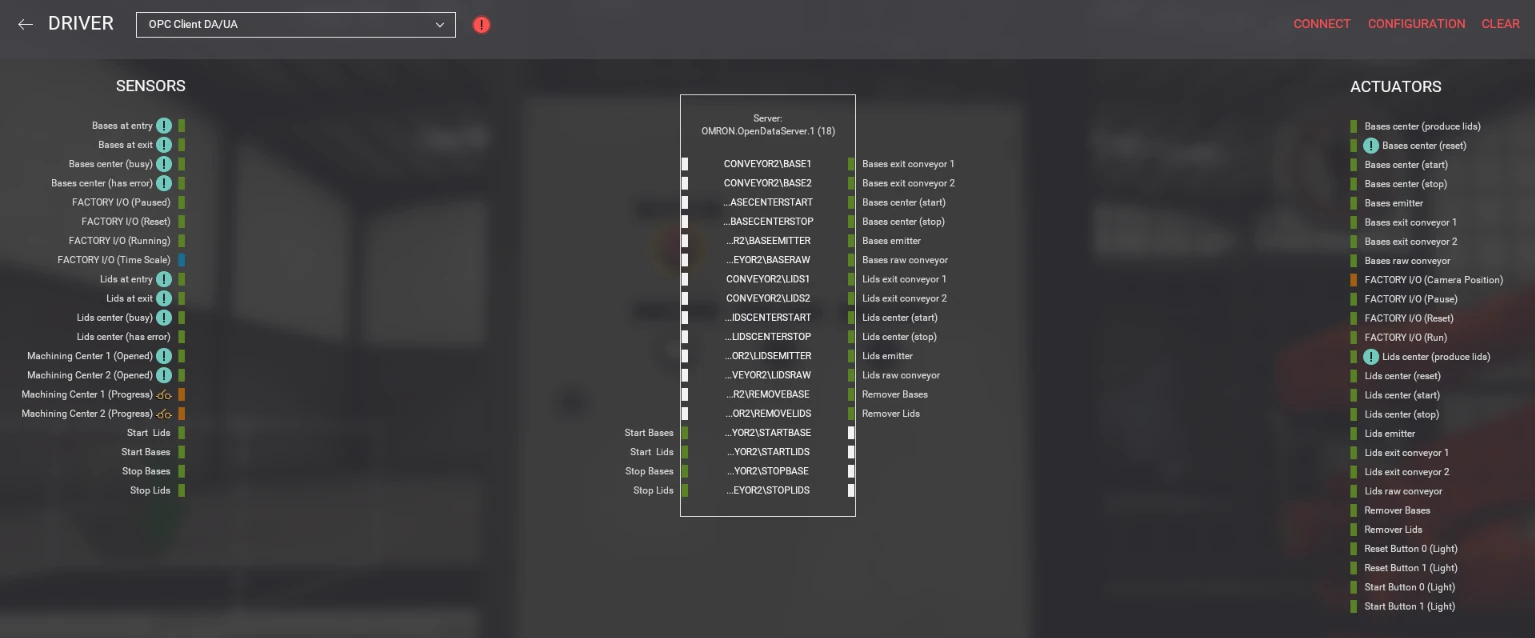 DRIVER
OPC Client DA/UA
CONNECT
CONFIGURATION
CLEAR
SENSORS
Bases at entry
Bases at exit
Bases center (busy)
Bases center (has error)
FACTORY I/O (Paused)
FACTORY I/O (Reset)
FACTORY I/O (Running)
FACTORY I/O (Time Scale)
Lids at entry
Lids at exit
Lids center (busy)
Lids center (has error)
Machining Center 1 (Opened)
Machining Center 2 (Opened)
Machining Center 1 (Progress)
Machining Center 2 (Progress)
Start Lids
Start Bases
Stop Bases
Stop Lids
Server:
OMRON.OpenDataServer.1 (18)
CONVEYOR2\BASE1 Bases exit conveyor 1
CONVEYOR2\BASE2 Bases exit conveyor 2
...ASECENTERSTART Bases center (start)
...BASECENTERSTOP Bases center (stop)
...R2\BASEEMITTER Bases emitter
...EYOR2\BASERAW Bases raw conveyor
CONVEYOR2\LIDS1 Lids exit conveyor 1
CONVEYOR2\LIDS2 Lids exit conveyor 2
...IDSCENTERSTART Lids center (start)
...LIDSCENTERSTOP Lids center (stop)
...OR2\LIDSEMITTER Lids emitter
...VEYOR2\LIDSRAW Lids raw conveyor
...R2\REMOVEBASE Remover Bases
...OR2\REMOVELIDS Remover Lids
Start Bases ...YOR2\STARTBASE
Start Lids ...YOR2\STARTLIDS
Stop Bases ...YOR2\STOPBASE
Stop Lids ...EYOR2\STOPLIDS
ACTUATORS
Bases center (produce lids)
Bases center (reset)
Bases center (start)
Bases center (stop)
Bases emitter
Bases exit conveyor 1
Bases exit conveyor 2
Bases raw conveyor
FACTORY I/O (Camera Position)
FACTORY I/O (Pause)
FACTORY I/O (Reset)
FACTORY I/O (Run)
Lids center (produce lids)
Lids center (reset)
Lids center (start)
Lids center (stop)
Lids emitter
Lids exit conveyor 1
Lids exit conveyor 2
Lids raw conveyor
Remover Bases
Remover Lids
Reset Button 0 (Light)
Reset Button 1 (Light)
Start Button 0 (Light)
Start Button 1 (Light)